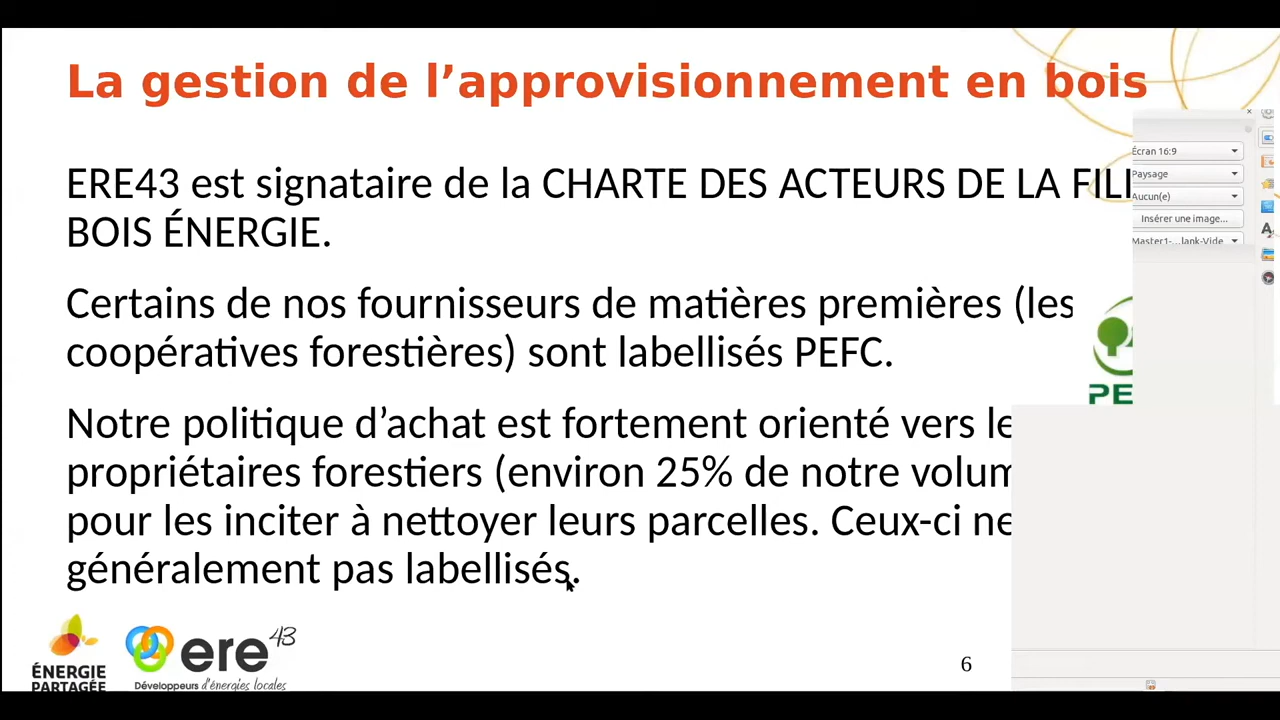 La gestion de l’approvisionnement en bois
ERE43 est signataire de la CHARTE DES ACTEURS DE LA
BOIS ÉNERGIE.
Certains de nos fournisseurs de matières premières (les
coopératives forestières) sont labellisés PEFC.
Notre politique d’achat est fortement orienté vers
propriétaires forestiers (environ 25% de notre
pour les inciter à nettoyer leurs parcelles. Ceux-ci ne
généralement pas labellisés.
Écran 16:9
Paysage
Aucun(e)
Insérer une image...
Master1-...lank-Vide
ÉNERGIE
PARTAGÉE
ere 43
Développeurs d'énergies locales
6